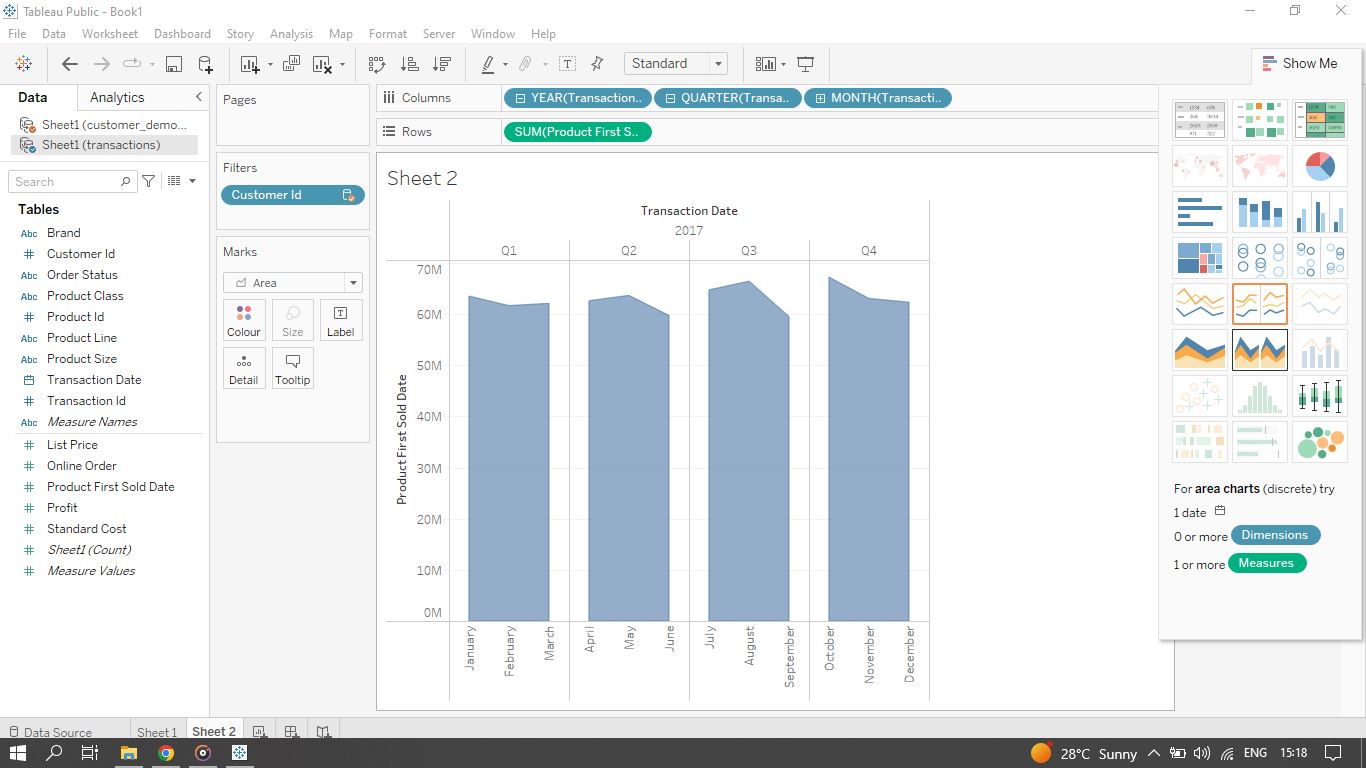 Tableau Public - Book1
File Data Worksheet Dashboard Story Analysis Map Format Server Window Help
Standard
Show Me
Data Analytics
Sheet1 (customer_demo...
Sheet1 (transactions)
Search
Tables
Abc Brand
Customer Id
Abc Order Status
Abc Product Class
Product Id
Abc Product Line
Abc Product Size
Transaction Date
Transaction Id
Abc Measure Names
List Price
Online Order
Product First Sold Date
Profit
Standard Cost
Sheet1 (Count)
Measure Values
Pages
Filters
Customer Id
Marks
Area
Colour Size Label
Detail Tooltip
Columns YEAR(Transaction.. QUARTER(Transa.. MONTH(Transacti..
Rows SUM(Product First S..
Sheet 2
Transaction Date
2017
Q1 Q2 Q3 Q4
70M
60M
50M
40M
30M
20M
10M
0M
Product First Sold Date
January February March April May June July August September October November December
For area charts (discrete) try
1 date
0 or more Dimensions
1 or more Measures
Data Source Sheet 1 Sheet 2
28°C Sunny ENG 15:18